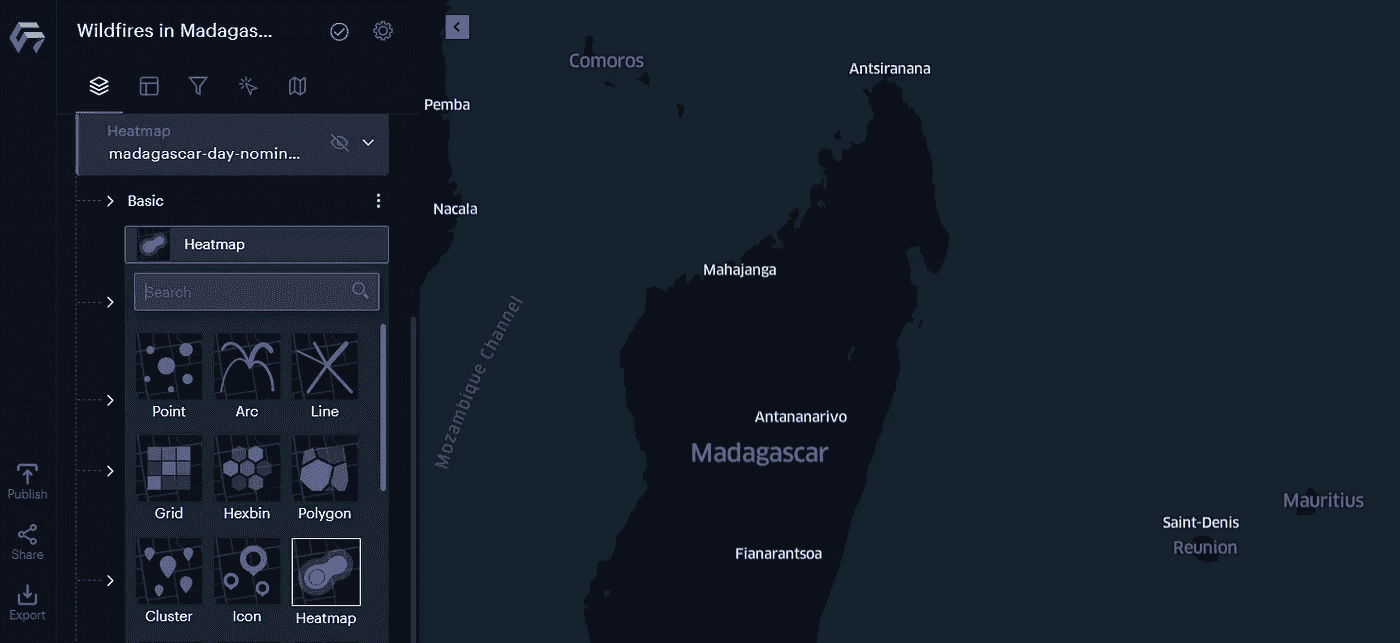 Wildfires in Madagas...
Heatmap
madagascar-day-nomin...
Basic
Heatmap
Search
Point
Arc
Line
Grid
Hexbin
Polygon
Cluster
Icon
Heatmap
Publish
Share
Export
Comoros
Antsiranana
Pemba
Nacala
Mahajanga
Mozambique Channel
Antananarivo
Madagascar
Mauritius
Saint-Denis
Reunion
Fianarantsoa